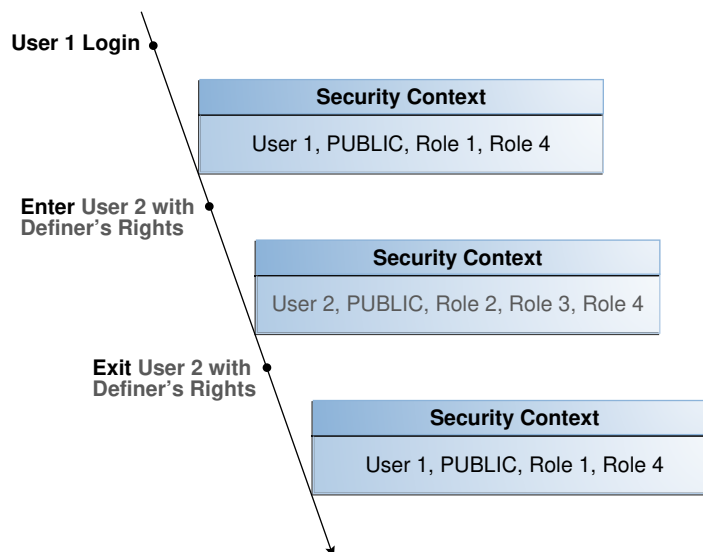 User 1 Login
Security Context
User 1, PUBLIC, Role 1, Role 4
Enter User 2 with
Definer's Rights
Security Context
User 2, PUBLIC, Role 2, Role 3, Role 4
Exit User 2 with
Definer's Rights
Security Context
User 1, PUBLIC, Role 1, Role 4